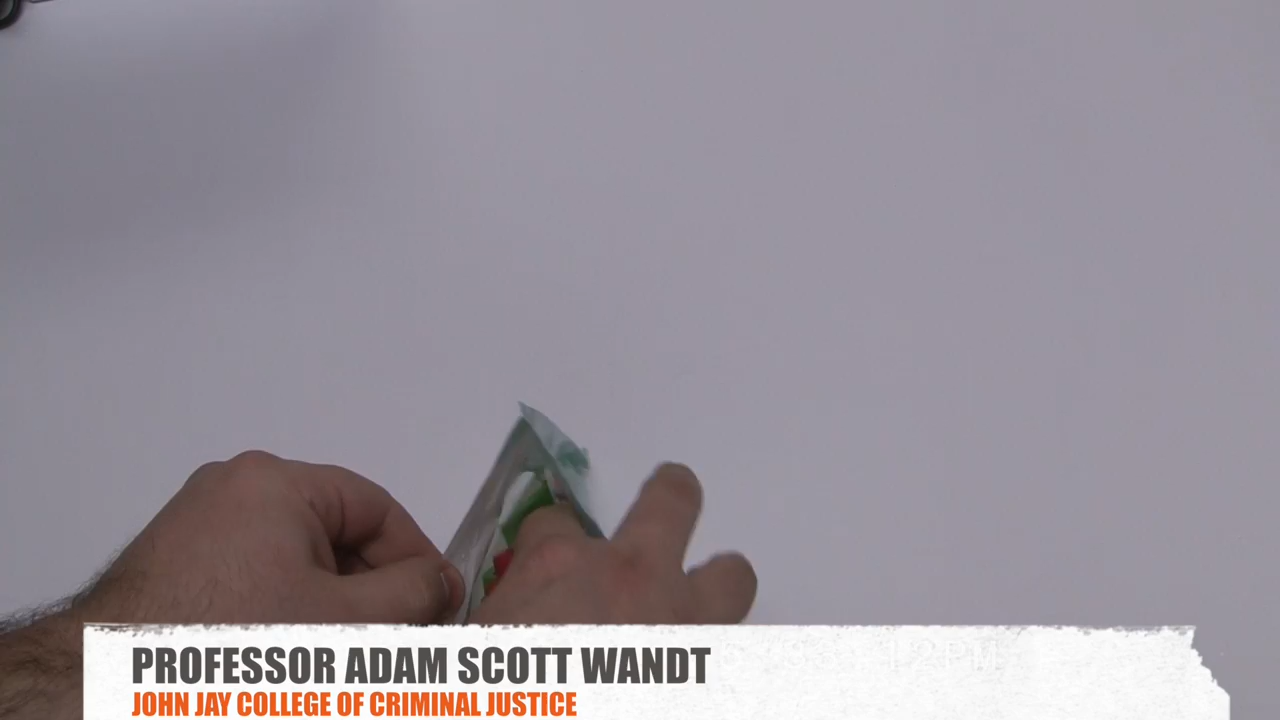 PROFESSOR ADAM SCOTT WANDT
JOHN JAY COLLEGE OF CRIMINAL JUSTICE